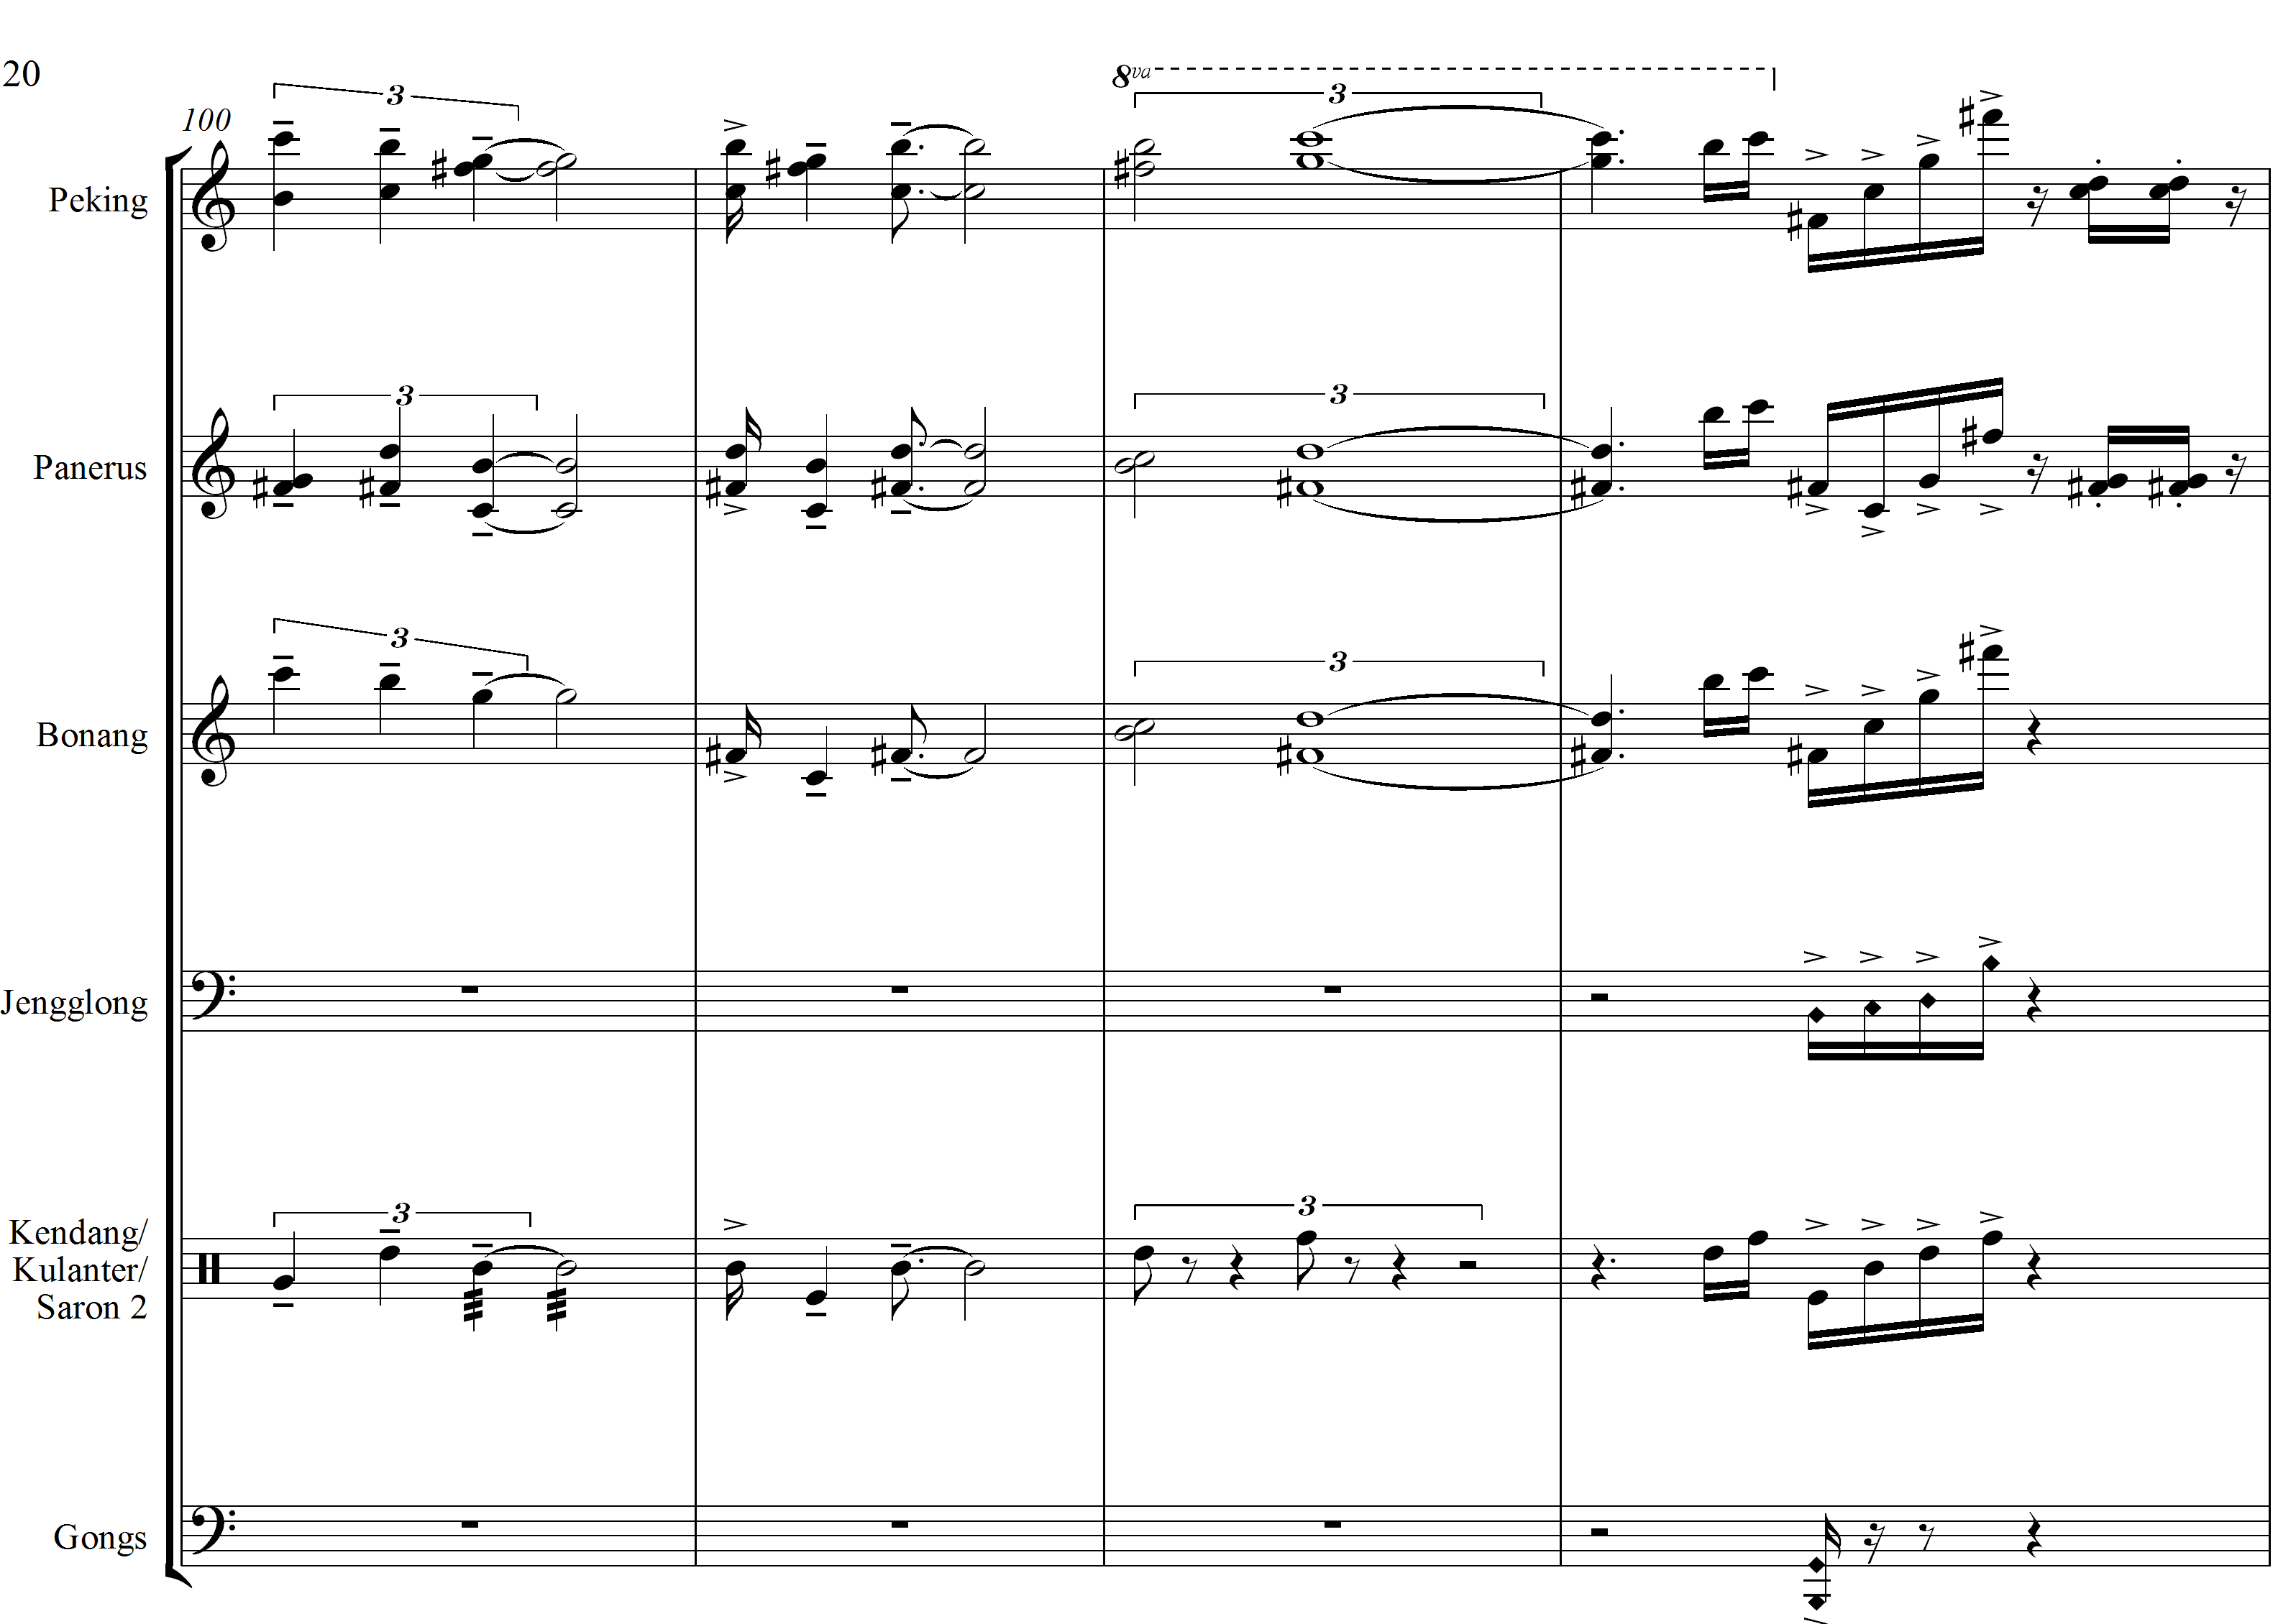 20
100
3
8va
3
Peking
3
3
Panerus
3
3
Bonang
Jengglong
3
3
Kendang/
Kulanter/
Saron 2
Gongs